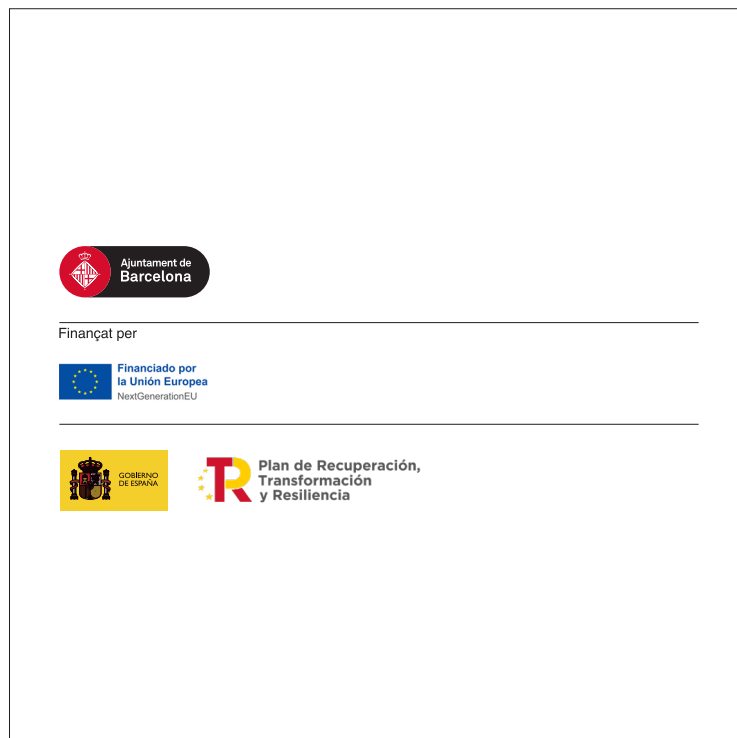 Ajuntament de
Barcelona
Finançat per
Financiado por
la Unión Europea
NextGenerationEU
GOBIERNO
DE ESPAÑA
TR
Plan de Recuperación,
Transformación
y Resiliencia